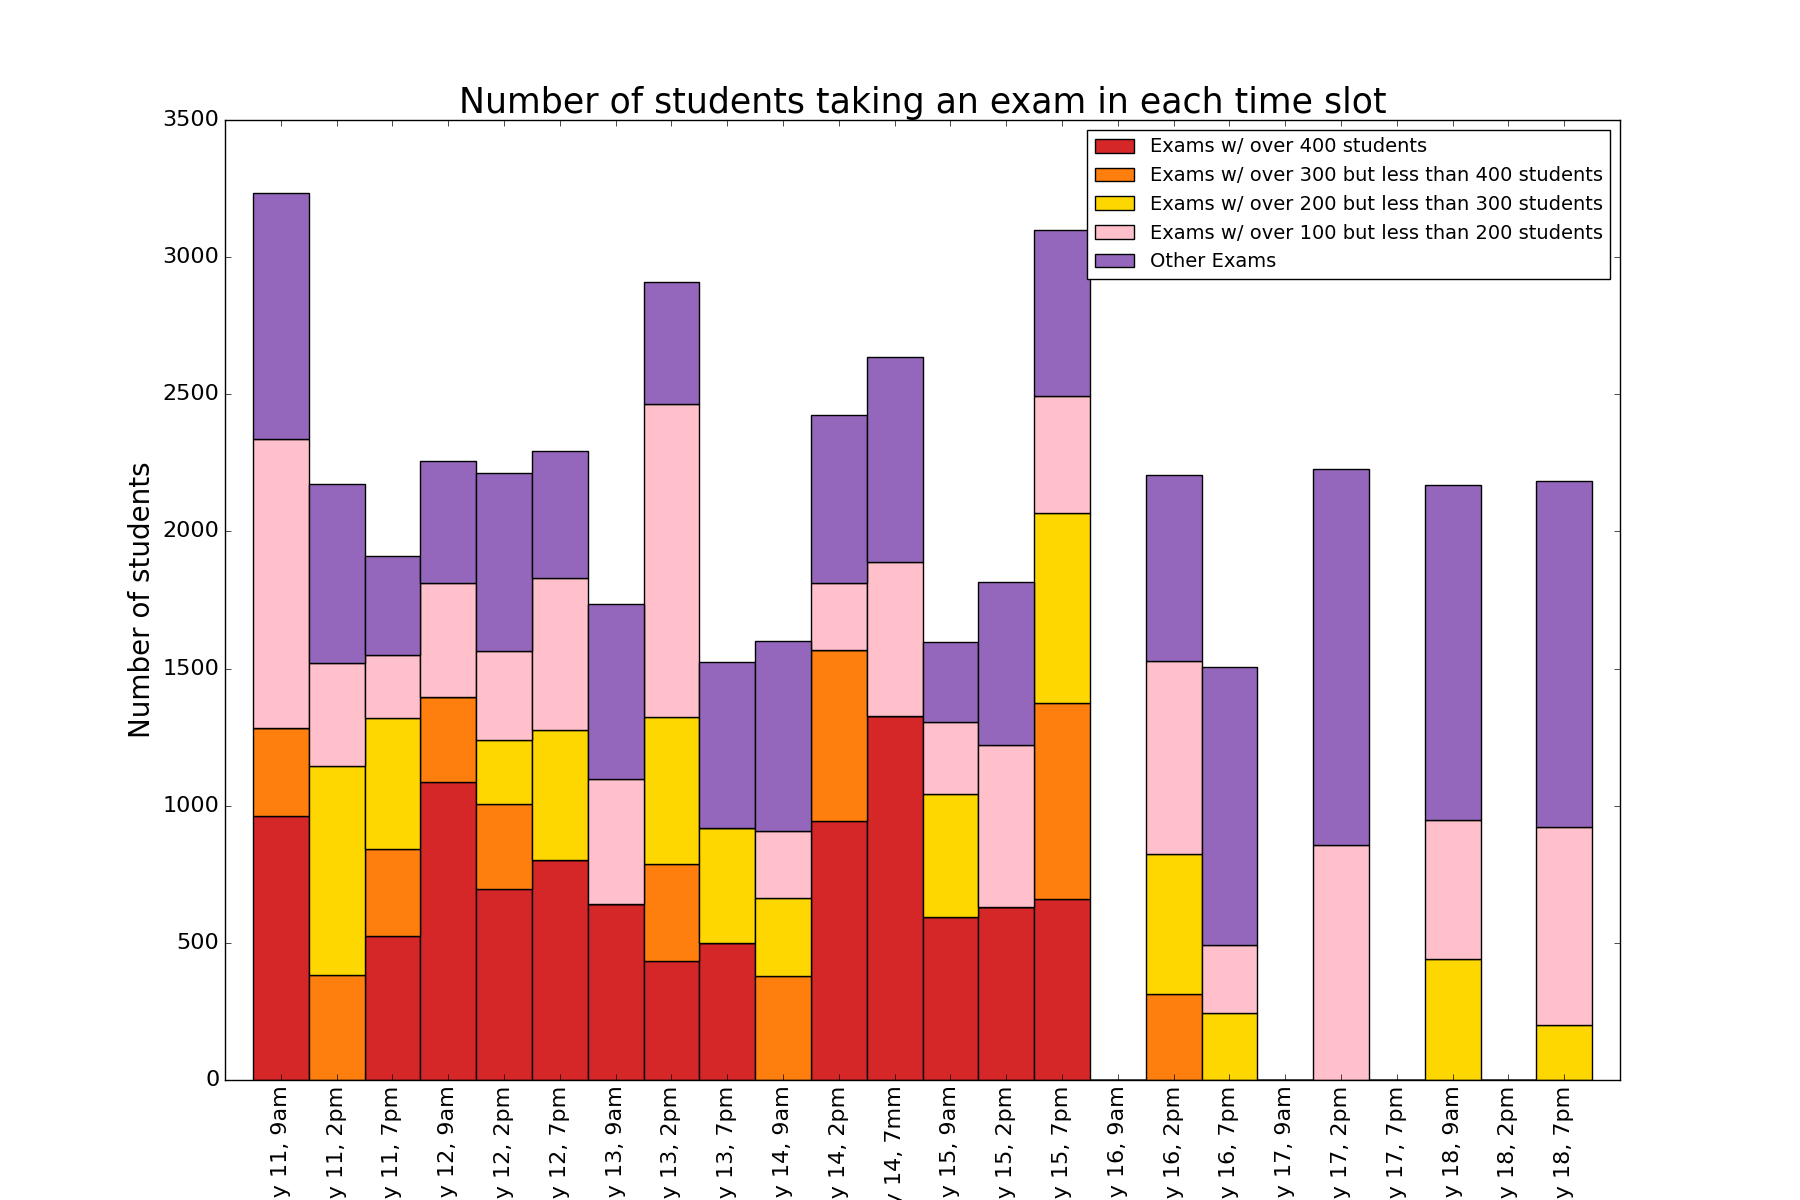 Number of students taking an exam in each time slot
Exams w/ over 400 students
Exams w/ over 300 but less than 400 students
Exams w/ over 200 but less than 300 students
Exams w/ over 100 but less than 200 students
Other Exams
Number of students
3500
3000
2500
2000
1500
1000
500
0
y 11, 9am
y 11, 2pm
y 11, 7pm
y 12, 9am
y 12, 2pm
y 12, 7pm
y 13, 9am
y 13, 2pm
y 13, 7pm
y 14, 9am
y 14, 2pm
y 14, 7mm
y 15, 9am
y 15, 2pm
y 15, 7pm
y 16, 9am
y 16, 2pm
y 16, 7pm
y 17, 9am
y 17, 2pm
y 17, 7pm
y 18, 9am
y 18, 2pm
y 18, 7pm